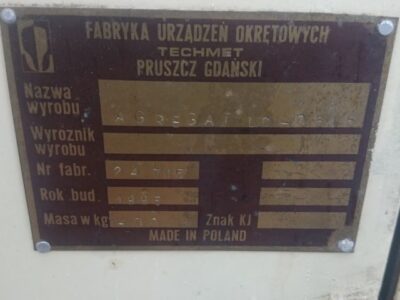 FABRYKA URZĄDZEŃ OKRĘTOWYCH
TECHMET
PRUSZCZ GDAŃSKI
Nazwa
wyrobu
AGREGAT
Wyróżnik
wyrobu
Nr fabr.
Rok bud.
Masa w kg Znak KJ
MADE IN POLAND